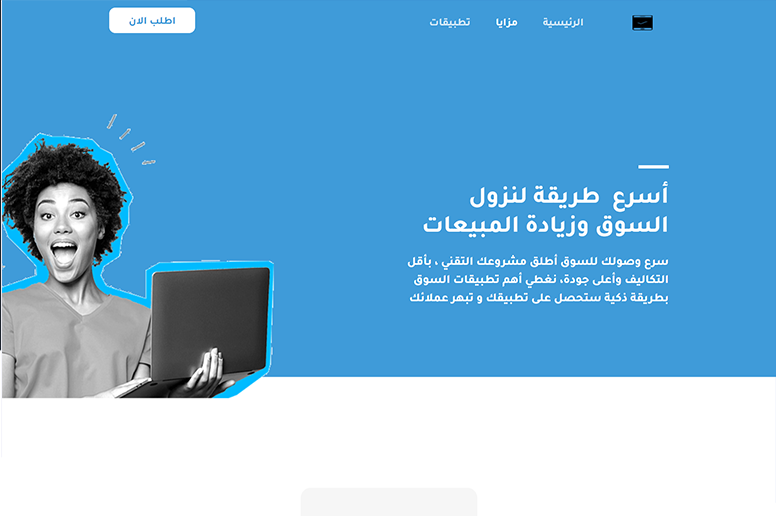 الرئيسية
مزايا
تطبيقات
اطلب الان
أسرع طريقة لنزول
السوق وزيادة المبيعات
سرع وصولك للسوق أطلق مشروعك التقني ، بأقل
التكاليف وأعلى جودة، نغطي أهم تطبيقات السوق
بطريقة ذكية ستحصل على تطبيقك و تبهر عملائك